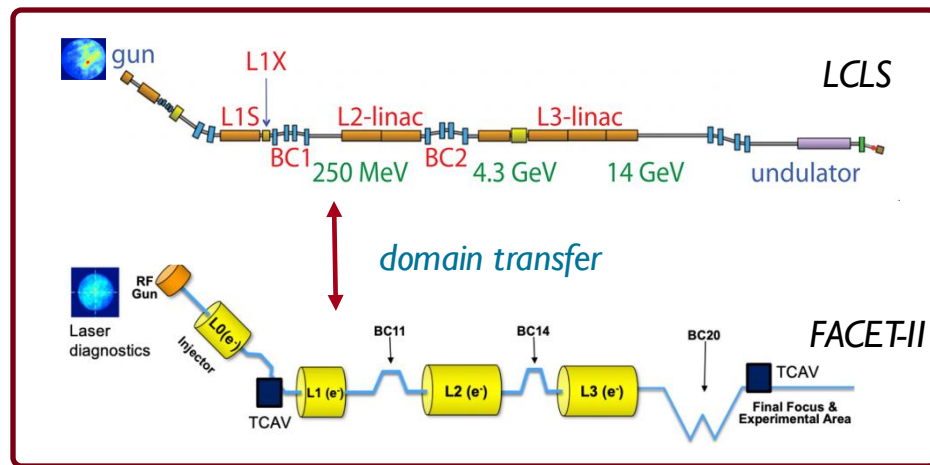 gun
L1X
LCLS
L1S
L2-linac
L3-linac
BC1
BC2
250 MeV
4.3 GeV
14 GeV
undulator
domain transfer
RF
Gun
Laser
diagnostics
L0(e-)
Injector
BC11
BC14
BC20
FACET-II
TCAV
L1 (e-)
L2 (e-)
L3 (e-)
TCAV
Final Focus &
Experimental Area